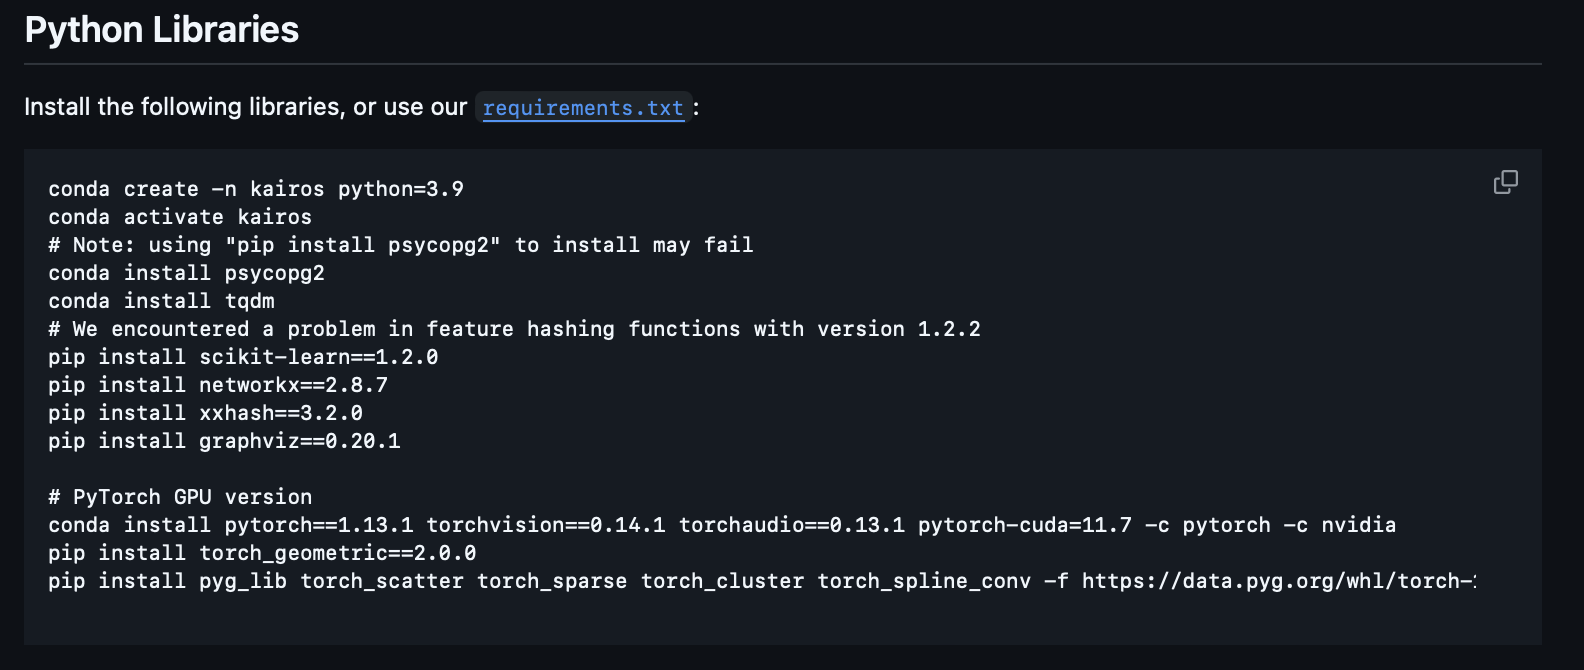 Python Libraries
Install the following libraries, or use our requirements.txt:
conda create -n kairos python=3.9
conda activate kairos
# Note: using "pip install psycopg2" to install may fail
conda install psycopg2
conda install tqdm
# We encountered a problem in feature hashing functions with version 1.2.2
pip install scikit-learn==1.2.0
pip install networkx==2.8.7
pip install xxhash==3.2.0
pip install graphviz==0.20.1
# PyTorch GPU version
conda install pytorch==1.13.1 torchvision==0.14.1 torchaudio==0.13.1 pytorch-cuda=11.7 -c pytorch -c nvidia
pip install torch_geometric==2.0.0
pip install pyg_lib torch_scatter torch_sparse torch_cluster torch_spline_conv -f https://data.pyg.org/whl/torch-